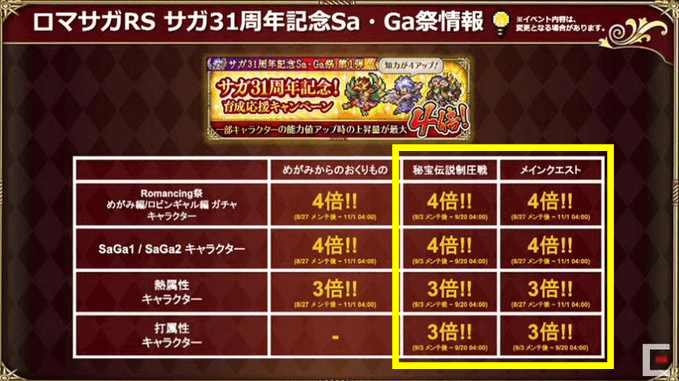 ロマサガRS サガ31周年記念Sa・Ga祭情報
※イベント内容は、
変更となる場合があります。
サガ31周年記念Sa・Ga祭 第1弾
知力が4アップ!
サガ31周年記念!
育成応援キャンペーン
一部キャラクターの能力値アップ時の上昇量が最大
4倍!
めがみからのおくりもの 秘宝伝説制圧戦 メインクエスト
Romancing祭
めがみ編/ロビンギャル編 ガチャ
キャラクター
4倍!! 4倍!! 4倍!!
(8/27 メンテ後 ~ 11/1 04:00) (9/3 メンテ後 ~ 9/20 04:00) (8/27 メンテ後 ~ 11/1 04:00)
SaGa1 / SaGa2 キャラクター
4倍!! 4倍!! 4倍!!
(8/27 メンテ後 ~ 11/1 04:00) (9/3 メンテ後 ~ 9/20 04:00) (8/27 メンテ後 ~ 11/1 04:00)
熱属性
キャラクター
3倍!! 3倍!! 3倍!!
(8/27 メンテ後 ~ 11/1 04:00) (9/3 メンテ後 ~ 9/20 04:00) (8/27 メンテ後 ~ 11/1 04:00)
打属性
キャラクター
- 3倍!! 3倍!!
(9/3 メンテ後 ~ 9/20 04:00) (9/3 メンテ後 ~ 9/20 04:00)